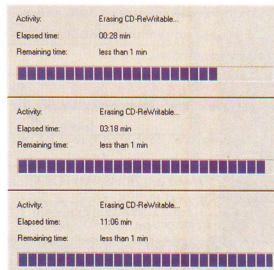 Activity: Erasing CD-ReWritable...
Elapsed time: 00:28 min
Remaining time: less than 1 min
Activity: Erasing CD-ReWritable...
Elapsed time: 03:18 min
Remaining time: less than 1 min
Activity: Erasing CD-ReWritable...
Elapsed time: 11:06 min
Remaining time: less than 1 min